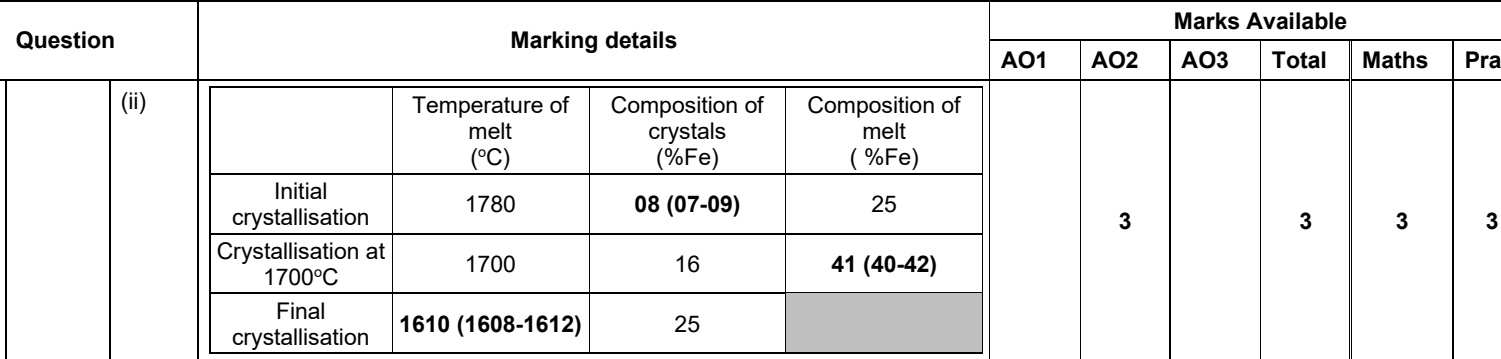 Question
Marking details
Marks Available
AO1 AO2 AO3 Total Maths Pra
(ii)
Temperature of melt (°C)
Composition of crystals (%Fe)
Composition of melt ( %Fe)
Initial crystallisation 1780 08 (07-09) 25
Crystallisation at 1700°C 1700 16 41 (40-42)
Final crystallisation 1610 (1608-1612) 25
3 3 3 3